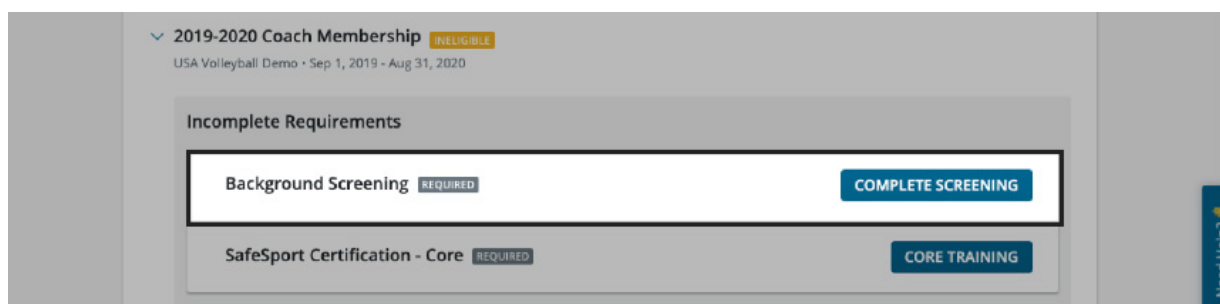 2019-2020 Coach Membership INELIGIBLE
USA Volleyball Demo • Sep 1, 2019 - Aug 31, 2020
Incomplete Requirements
Background Screening REQUIRED
COMPLETE SCREENING
SafeSport Certification - Core REQUIRED
CORE TRAINING